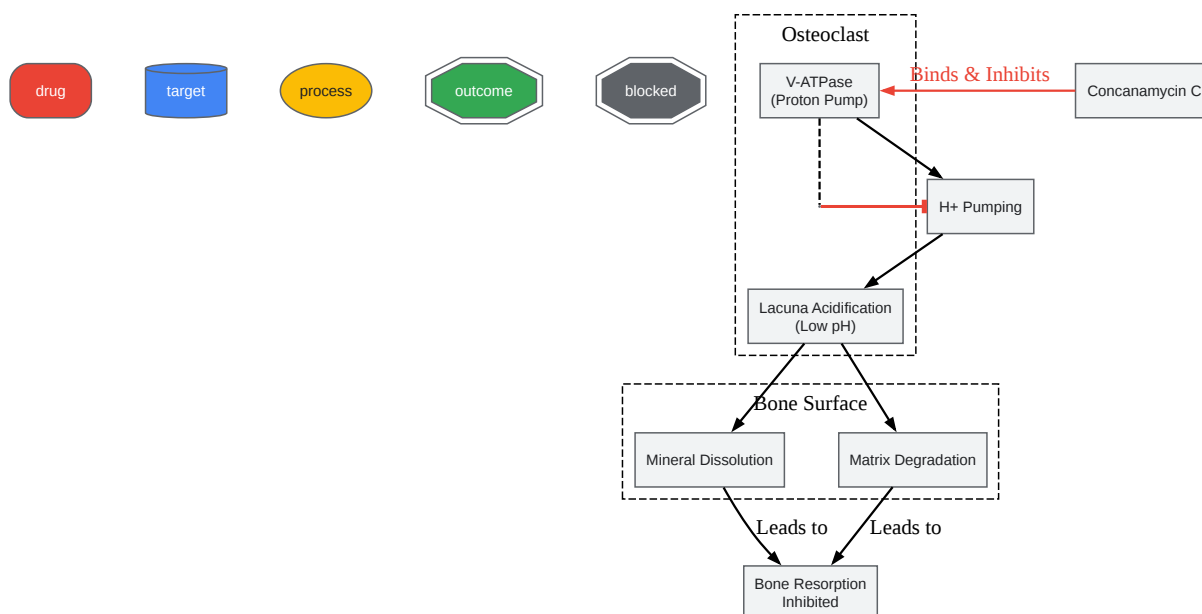 Osteoclast
drug
target
process
outcome
blocked
V-ATPase
(Proton Pump)
Binds & Inhibits
Concanamycin C
H+ Pumping
Lacuna Acidification
(Low pH)
Bone Surface
Mineral Dissolution
Matrix Degradation
Leads to
Leads to
Bone Resorption
Inhibited